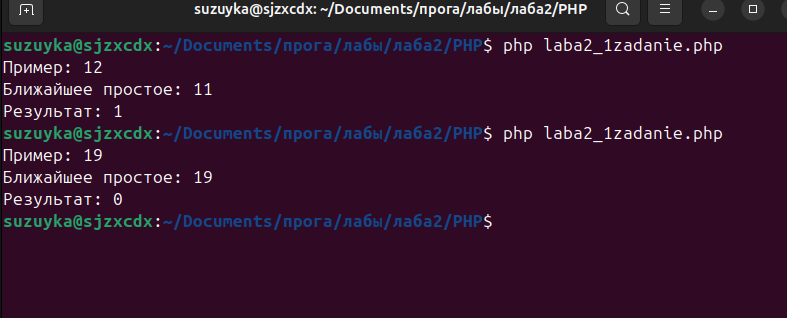 suzuyka@sjzxcdx: ~/Documents/прога/лабы/лаба2/PHP
suzuyka@sjzxcdx:~/Documents/прога/лабы/лаба2/PHP$ php laba2_1zadanie.php
Пример: 12
Ближайшее простое: 11
Результат: 1
suzuyka@sjzxcdx:~/Documents/прога/лабы/лаба2/PHP$ php laba2_1zadanie.php
Пример: 19
Ближайшее простое: 19
Результат: 0
suzuyka@sjzxcdx:~/Documents/прога/лабы/лаба2/PHP$